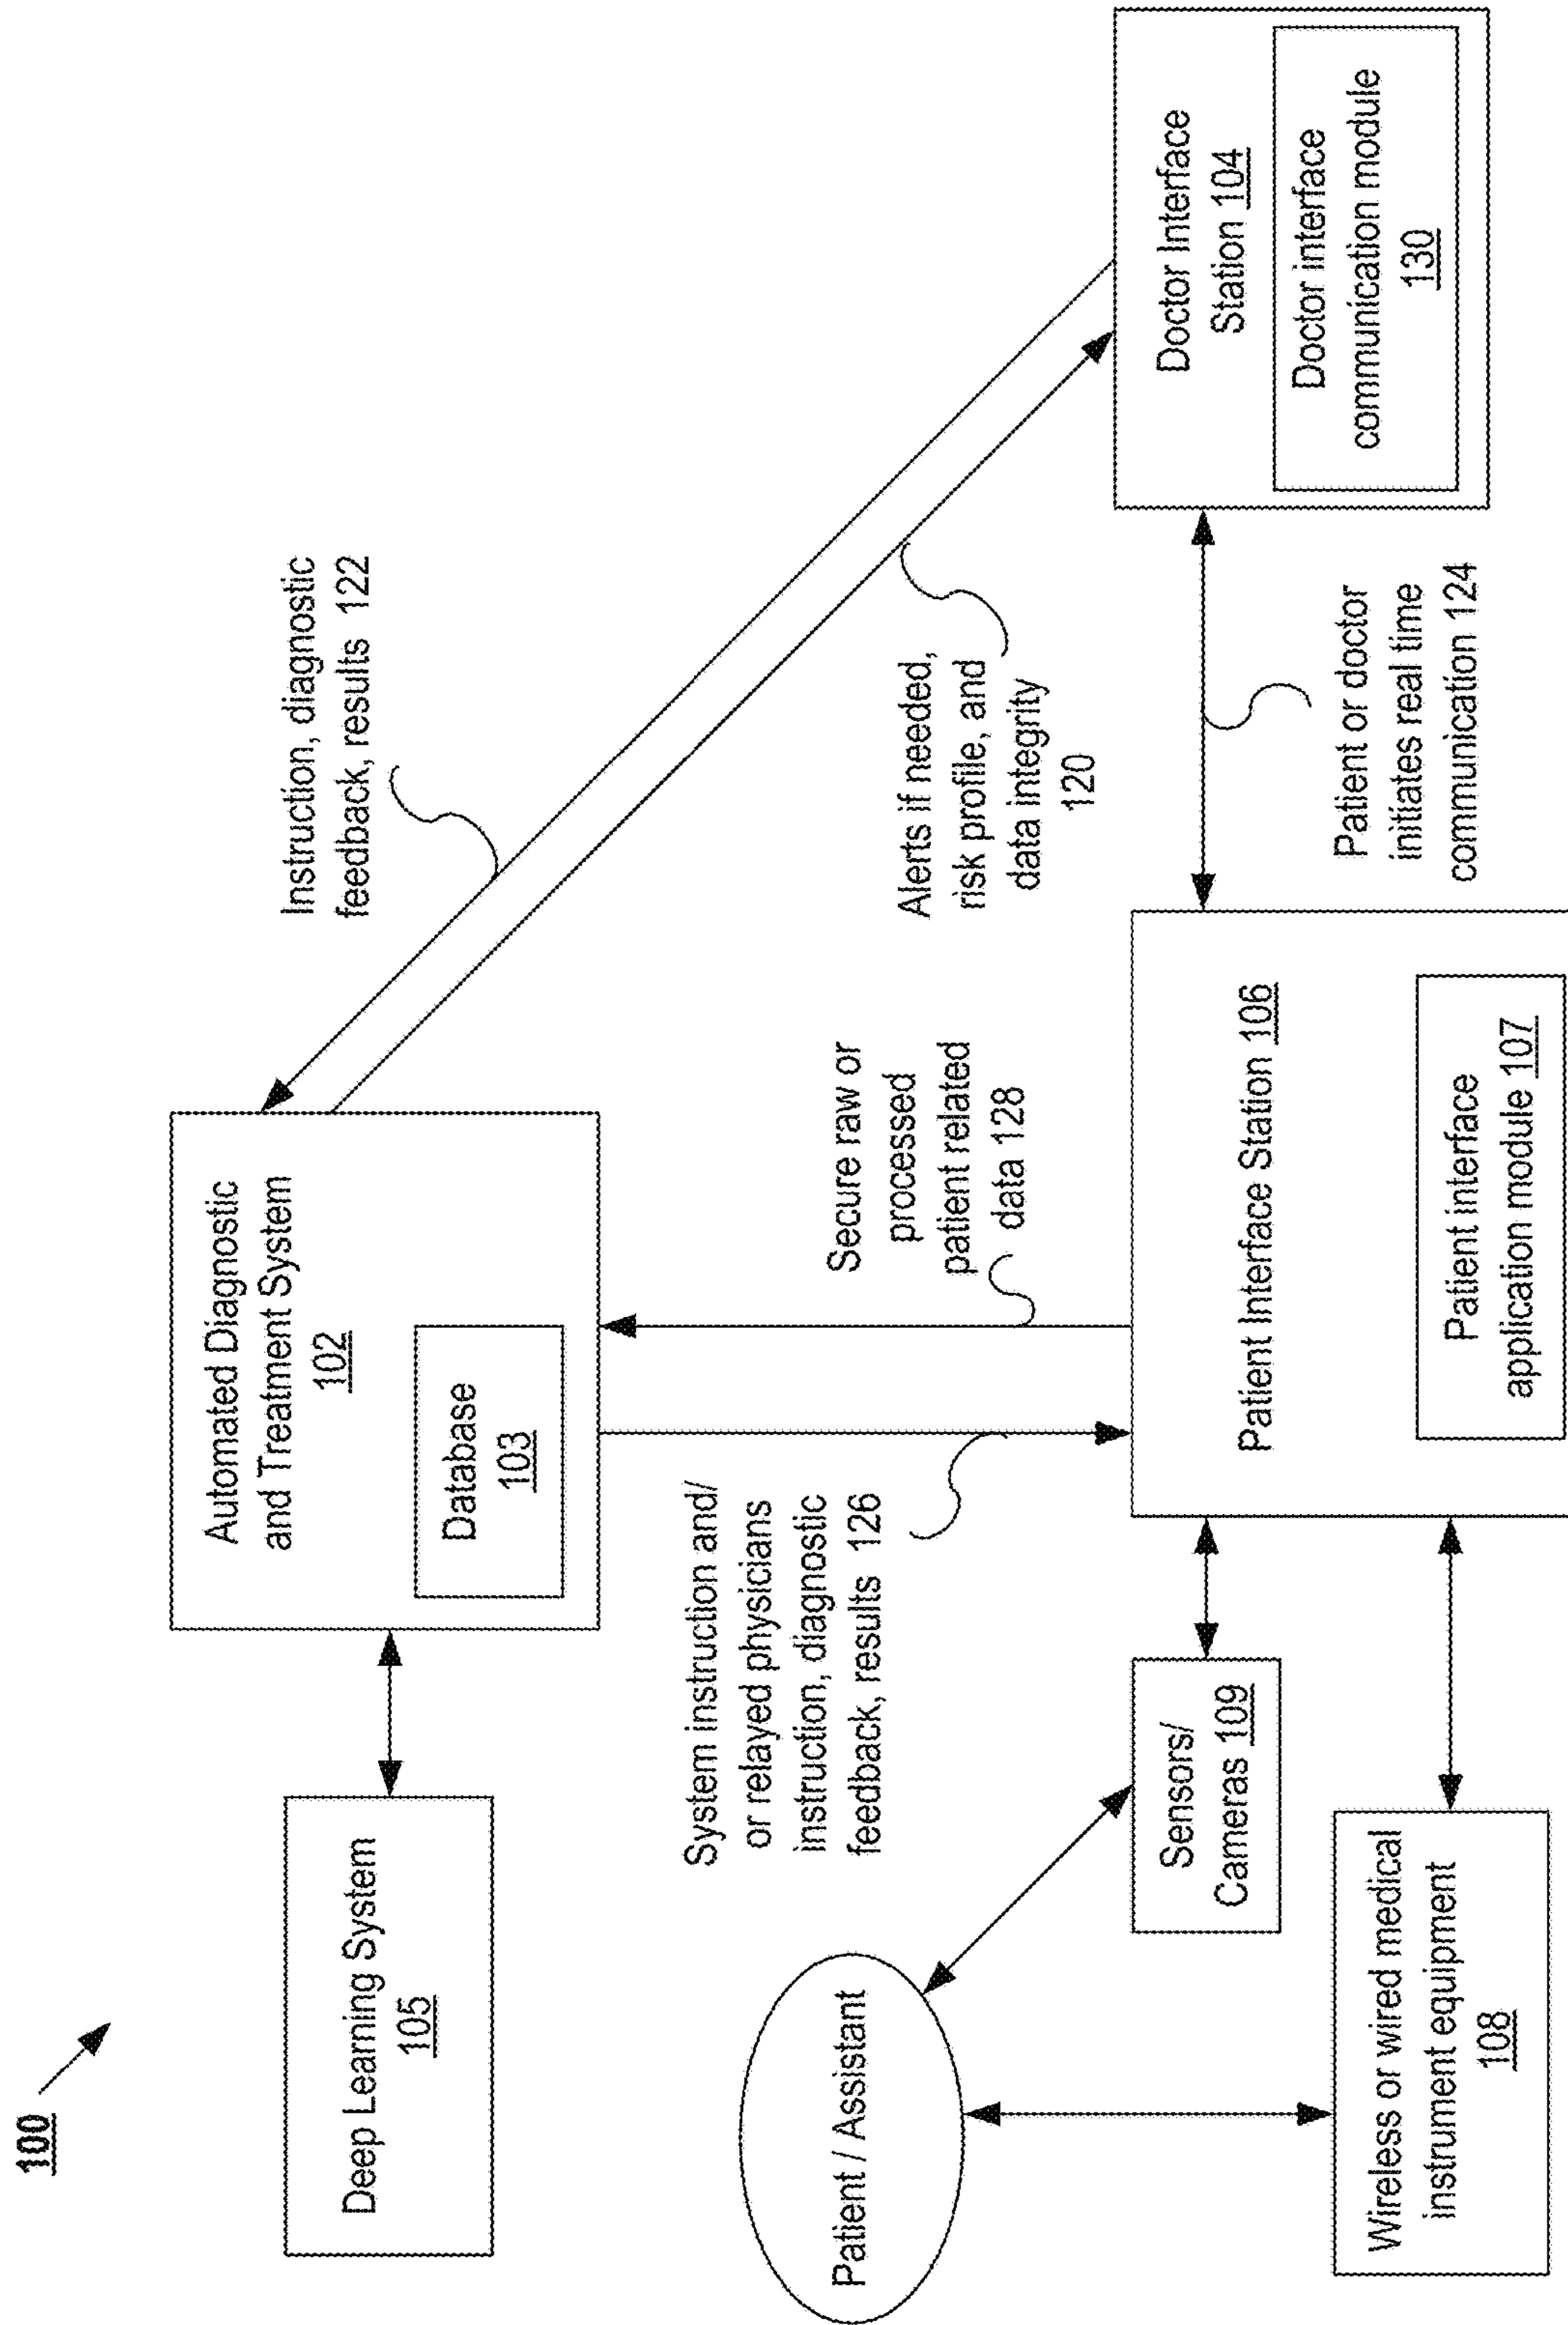 100
Deep Learning System
105
Automated Diagnostic
and Treatment System
102
Database
103
Instruction, diagnostic
feedback, results 122
Alerts if needed,
risk profile, and
data integrity
120
Secure raw or
processed
patient related
data 128
System instruction and/
or relayed physicians
instruction, diagnostic
feedback, results 126
Patient / Assistant
Sensors/
Cameras 109
Wireless or wired medical
instrument equipment
108
Patient Interface Station 106
Patient interface
application module 107
Patient or doctor
initiates real time
communication 124
Doctor Interface
Station 104
Doctor interface
communication module
130